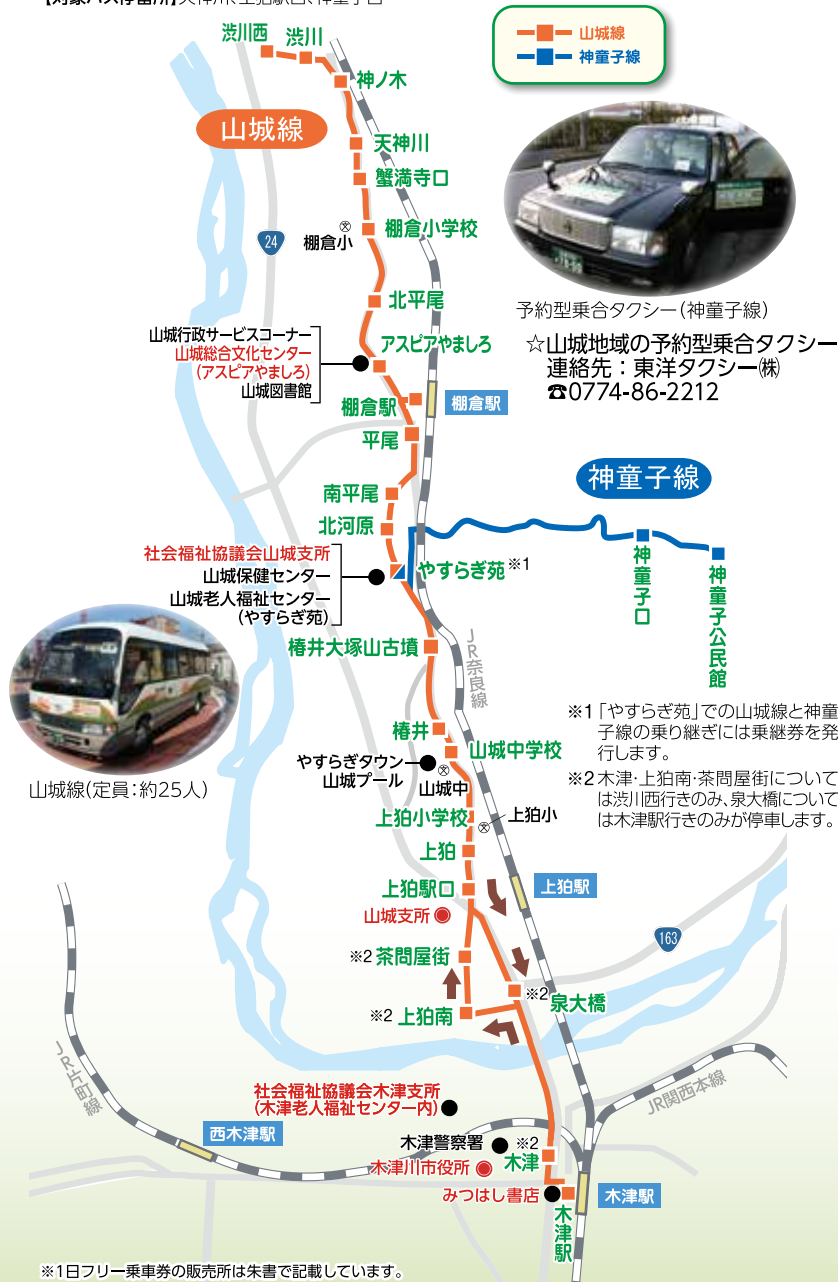 【対象バス停留所】天神川、上狛駅口、神童子口
山城線
神童子線
渋川西
渋川
神ノ木
山城線
天神川
蟹満寺口
24
棚倉小
棚倉小学校
北平尾
予約型乗合タクシー(神童子線)
山城行政サービスコーナー
山城総合文化センター
(アスピアやましろ)
山城図書館
アスピアやましろ
☆山城地域の予約型乗合タクシー
連絡先：東洋タクシー㈱
☎0774-86-2212
棚倉駅
棚倉駅
平尾
南平尾
神童子線
北河原
社会福祉協議会山城支所
山城保健センター
山城老人福祉センター
(やすらぎ苑)
やすらぎ苑 ※1
神童子口
神童子公民館
椿井大塚山古墳
JR奈良線
山城線(定員：約25人)
※1 「やすらぎ苑」での山城線と神童
子線の乗り継ぎには乗継券を発
行します。
※2 木津・上狛南・茶問屋街について
は渋川西行きのみ、泉大橋について
は木津駅行きのみが停車します。
椿井
山城中学校
やすらぎタウン
山城プール
山城中
上狛小学校
上狛小
上狛
上狛駅口
上狛駅
山城支所
163
※2 茶問屋街
※2 泉大橋
※2 上狛南
JR片町線
JR関西本線
社会福祉協議会木津支所
(木津老人福祉センター内)
西木津駅
木津警察署
※2
木津
木津川市役所
みつはし書店
木津駅
木津駅
※1日フリー乗車券の販売所は朱書で記載しています。